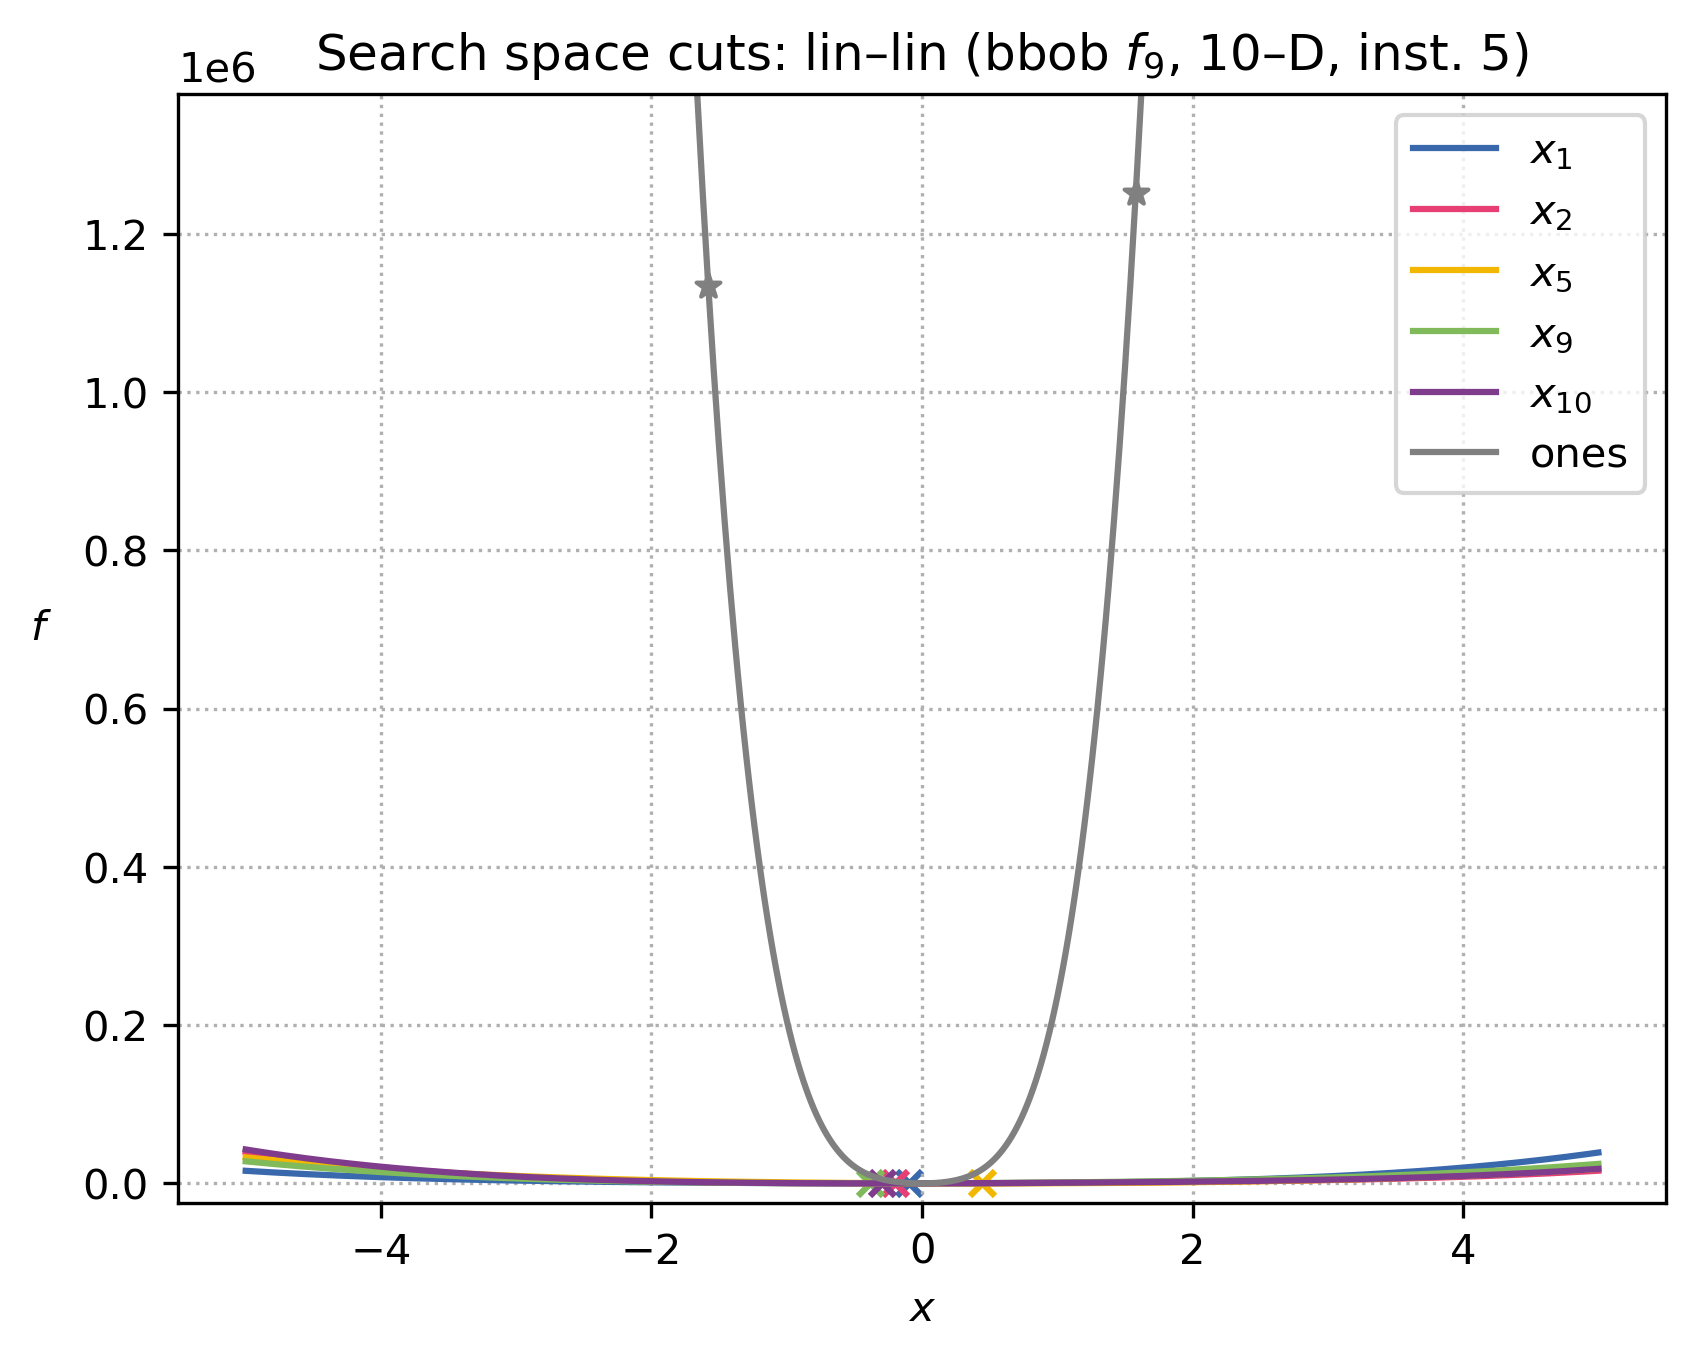 Search space cuts: lin–lin (bbob f₉, 10–D, inst. 5)
1e6
1.2
1.0
0.8
0.6
0.4
0.2
0.0
f
−4
−2
0
2
4
x
x₁
x₂
x₅
x₉
x₁₀
ones